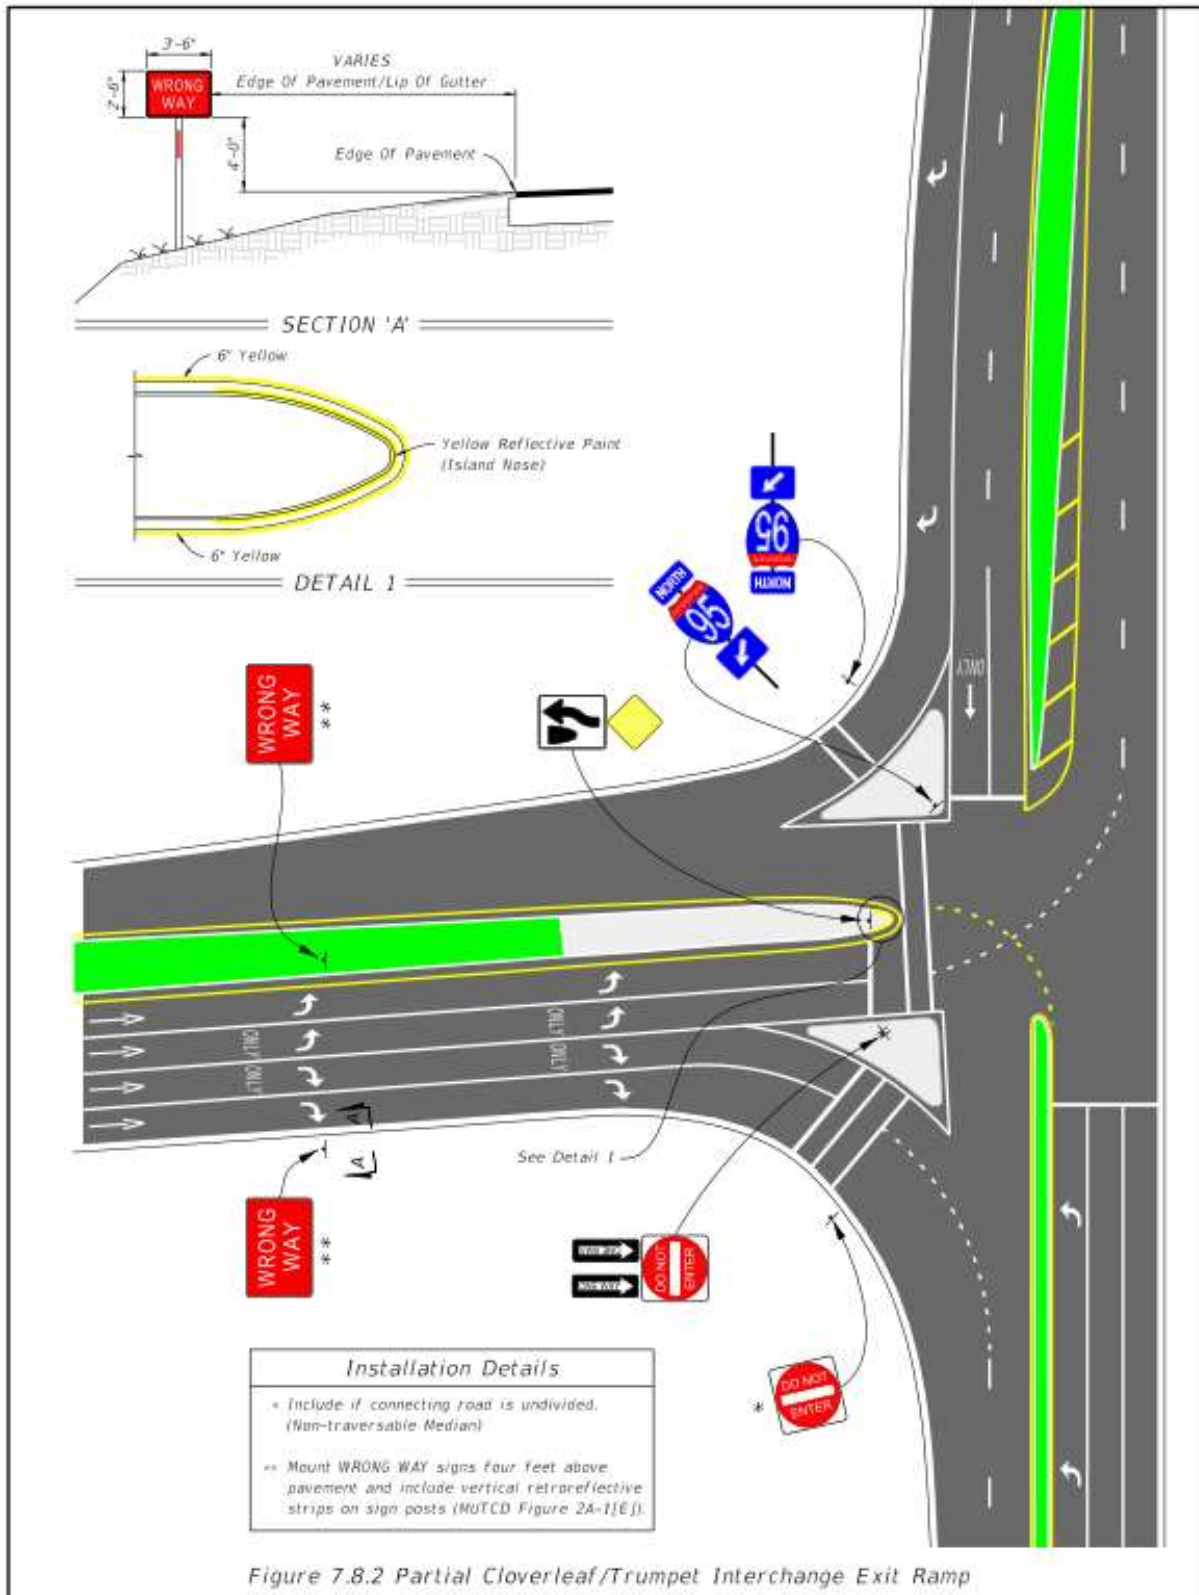 3'-6"
2'-6"
WRONG
WAY
VARIES
Edge Of Pavement/Lip Of Gutter
4'-0"
Edge Of Pavement
SECTION 'A'
6" Yellow
Yellow Reflective Paint
(Island Nose)
6" Yellow
DETAIL 1
95
NORTH
95
NORTH
ONLY
WRONG
WAY
**
ONLY
ONLY
ONLY
ONLY
A
A
See Detail 1
WRONG
WAY
**
ONE WAY
ONE WAY
DO NOT
ENTER
DO NOT
ENTER
*
Installation Details
* Include if connecting road is undivided.
(Non-traversable Median)
** Mount WRONG WAY signs four feet above
pavement and include vertical retroreflective
strips on sign posts (MUTCD Figure 2A-1[E]).
Figure 7.8.2 Partial Cloverleaf/Trumpet Interchange Exit Ramp